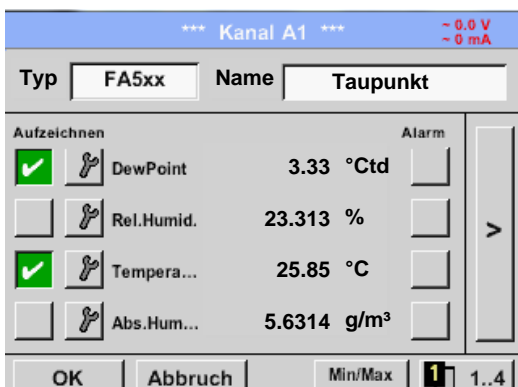 *** Kanal A1 *** ~ 0.0 V
~ 0 mA
Typ FA5xx Name Taupunkt
Aufzeichnen Alarm
DewPoint 3.33 °Ctd
Rel.Humid. 23.313 %
Tempera... 25.85 °C
Abs.Hum... 5.6314 g/m³
>
OK Abbruch Min/Max 1 1..4